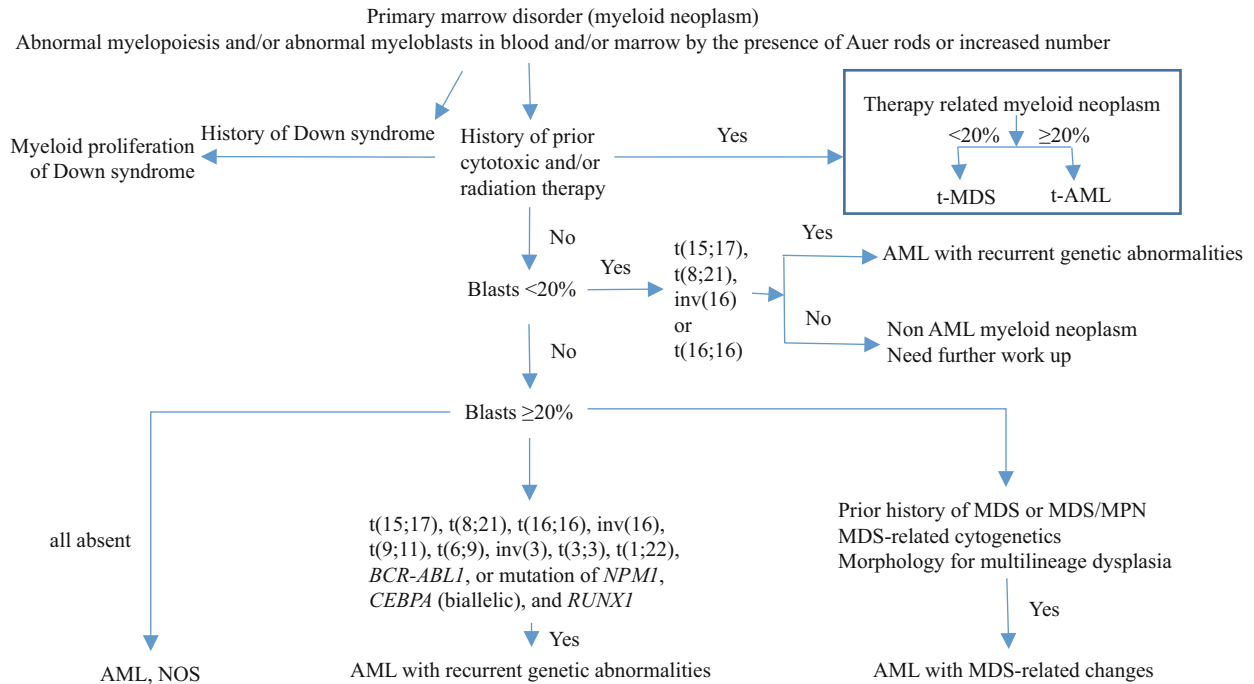 Primary marrow disorder (myeloid neoplasm)
Abnormal myelopoiesis and/or abnormal myeloblasts in blood and/or marrow by the presence of Auer rods or increased number
History of Down syndrome
Myeloid proliferation
of Down syndrome
History of prior
cytotoxic and/or
radiation therapy
Yes
Therapy related myeloid neoplasm
<20% ≥20%
t-MDS t-AML
No
Blasts <20%
Yes
t(15;17),
t(8;21),
inv(16)
or
t(16;16)
Yes
AML with recurrent genetic abnormalities
No
Non AML myeloid neoplasm
Need further work up
No
Blasts ≥20%
all absent
AML, NOS
t(15;17), t(8;21), t(16;16), inv(16),
t(9;11), t(6;9), inv(3), t(3;3), t(1;22),
BCR-ABL1, or mutation of NPM1,
CEBPA (biallelic), and RUNX1
Yes
AML with recurrent genetic abnormalities
Prior history of MDS or MDS/MPN
MDS-related cytogenetics
Morphology for multilineage dysplasia
Yes
AML with MDS-related changes